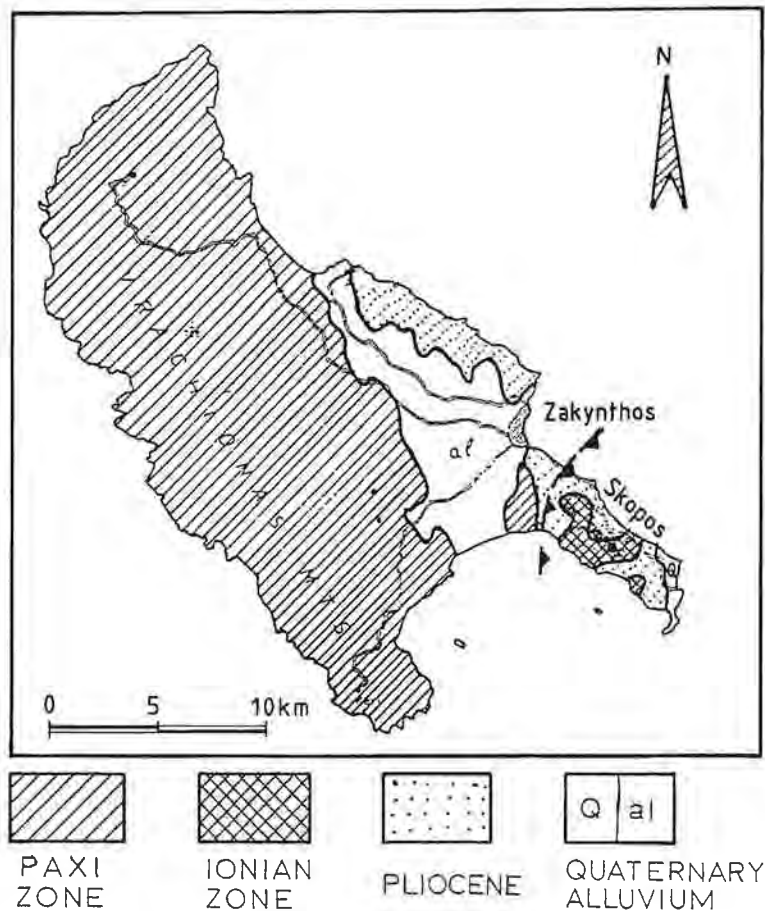 N
Zakynthos
al
Skopos
Q
VRACHIONAS MTS
0 5 10km
Q al
PAXI
ZONE
IONIAN
ZONE
PLIOCENE
QUATERNARY
ALLUVIUM